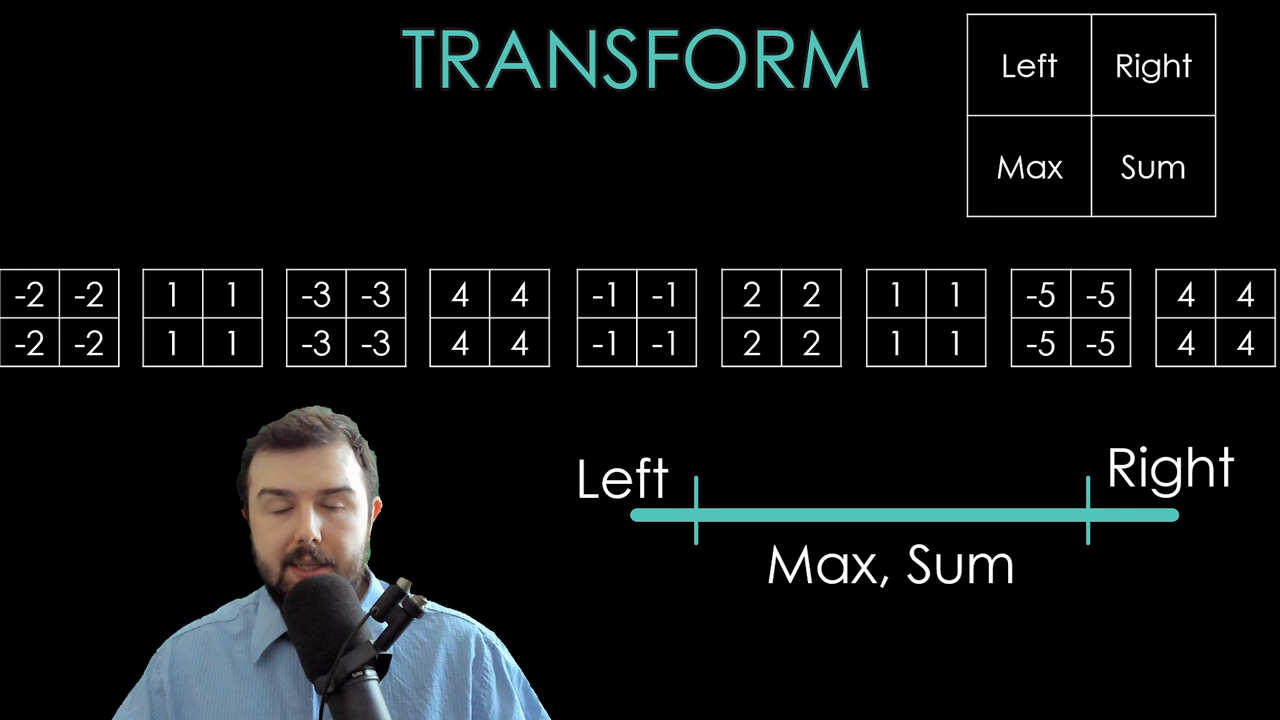 TRANSFORM
Left Right
Max Sum
-2 -2 1 1 -3 -3 4 4 -1 -1 2 2 1 1 -5 -5 4 4
-2 -2 1 1 -3 -3 4 4 -1 -1 2 2 1 1 -5 -5 4 4
Left Right
Max, Sum